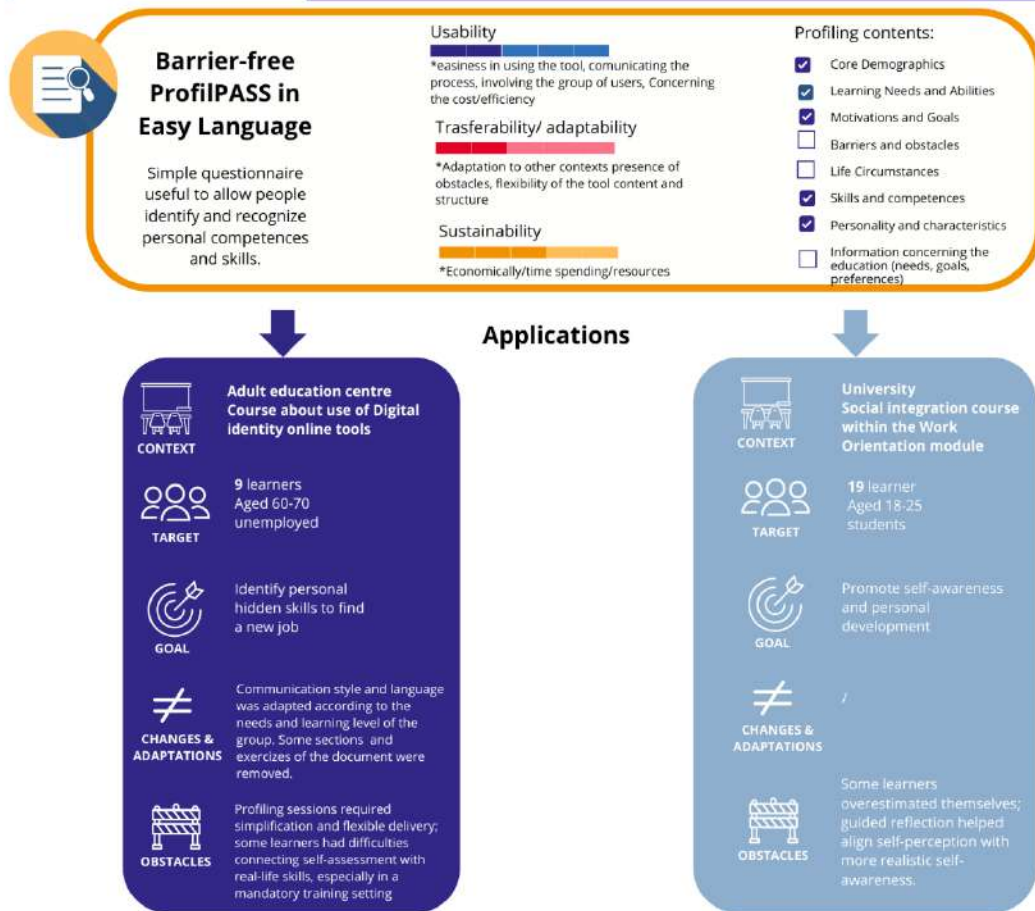 Barrier-free
ProfilPASS in
Easy Language
Simple questionnaire
useful to allow people
identify and recognize
personal competences
and skills.
Usability
*easiness in using the tool, comunicating the
process, involving the group of users, Concerning
the cost/efficiency
Trasferability/ adaptability
*Adaptation to other contexts presence of
obstacles, flexibility of the tool content and
structure
Sustainability
*Economically/time spending/resources
Profiling contents:
Core Demographics
Learning Needs and Abilities
Motivations and Goals
Barriers and obstacles
Life Circumstances
Skills and competences
Personality and characteristics
Information concerning the
education (needs, goals,
preferences)
Applications
CONTEXT
Adult education centre
Course about use of Digital
identity online tools
TARGET
9 learners
Aged 60-70
unemployed
GOAL
Identify personal
hidden skills to find
a new job
CHANGES &
ADAPTATIONS
Communication style and language
was adapted according to the
needs and learning level of the
group. Some sections and
exercizes of the document were
removed.
OBSTACLES
Profiling sessions required
simplification and flexible delivery;
some learners had difficulties
connecting self-assessment with
real-life skills, especially in a
mandatory training setting
CONTEXT
University
Social integration course
within the Work
Orientation module
TARGET
19 learner
Aged 18-25
students
GOAL
Promote self-awareness
and personal
development
CHANGES &
ADAPTATIONS
/
OBSTACLES
Some learners
overestimated themselves;
guided reflection helped
align self-perception with
more realistic self-
awareness.